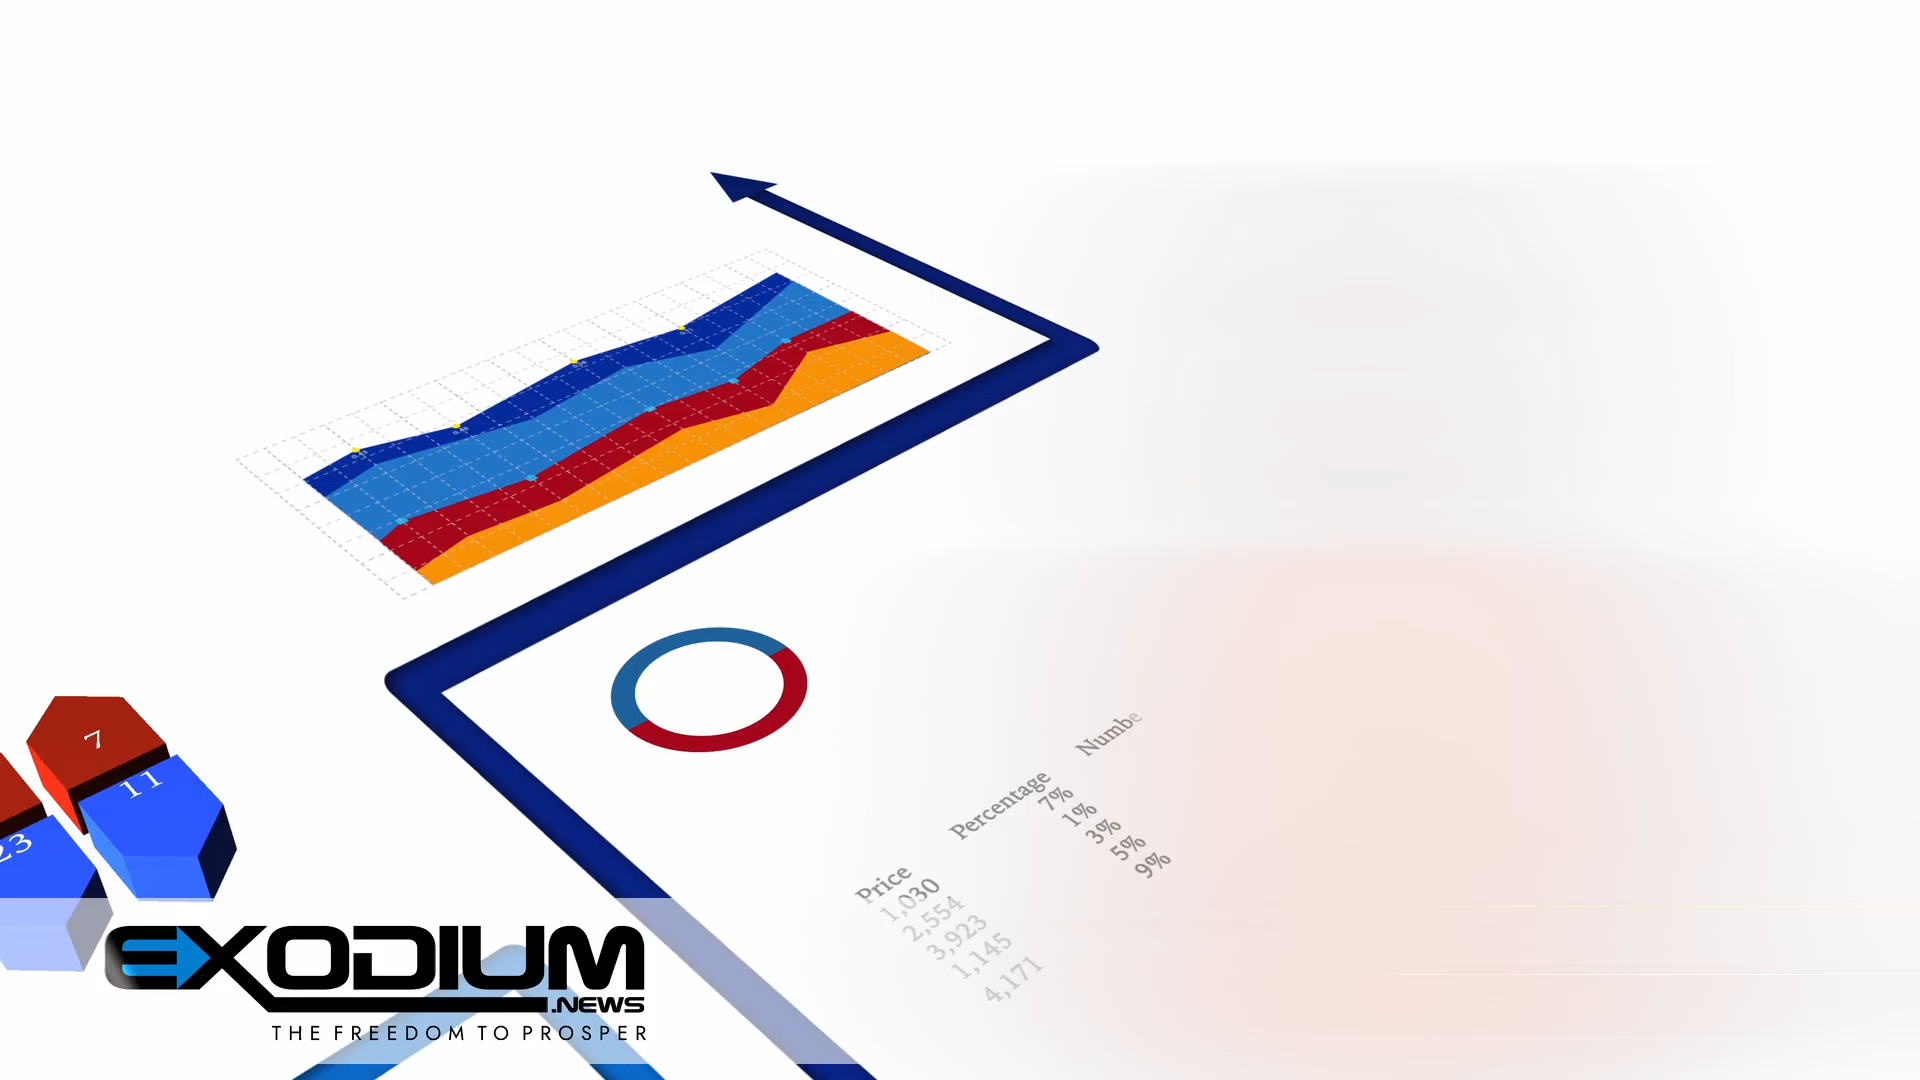 7
11
23
Numbe
Percentage
7%
1%
3%
5%
9%
Price
1,030
2,554
3,923
1,145
4,171
EXODIUM
.NEWS
THE FREEDOM TO PROSPER